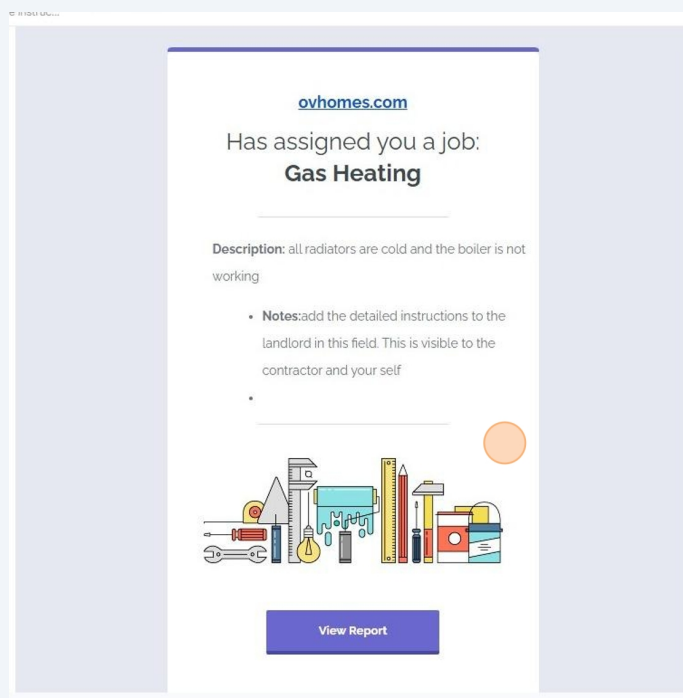 e instruc...
ovhomes.com
Has assigned you a job:
Gas Heating
Description: all radiators are cold and the boiler is not
working
• Notes:add the detailed instructions to the
landlord in this field. This is visible to the
contractor and your self
•
View Report